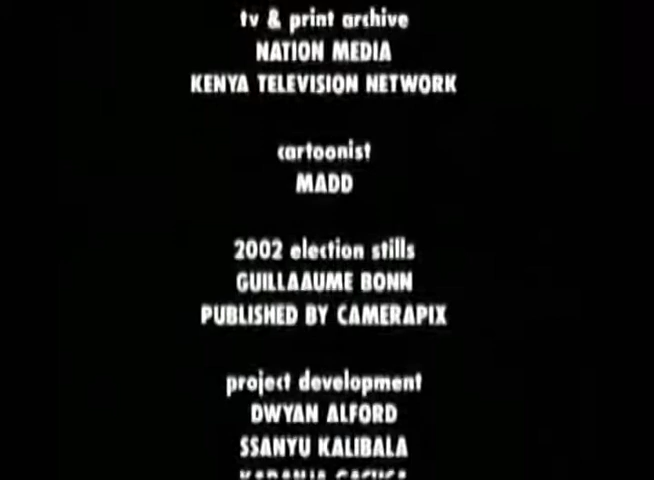 tv & print archive
NATION MEDIA
KENYA TELEVISION NETWORK
cartoonist
MADD
2002 election stills
GUILLAAUME BONN
PUBLISHED BY CAMERAPIX
project development
DWYAN ALFORD
SSANYU KALIBALA